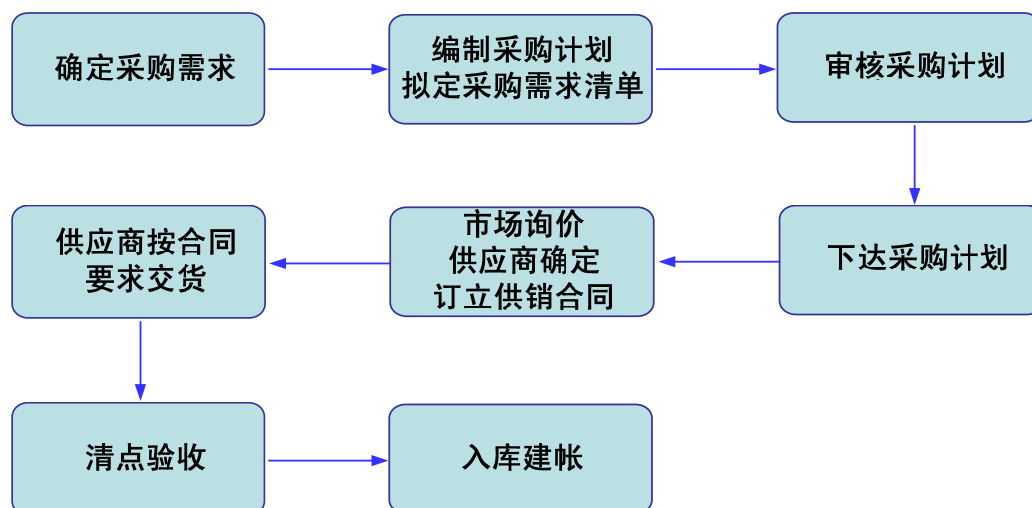 确定采购需求
编制采购计划
拟定采购需求清单
审核采购计划
下达采购计划
市场询价
供应商确定
订立供销合同
供应商按合同
要求交货
清点验收
入库建帐